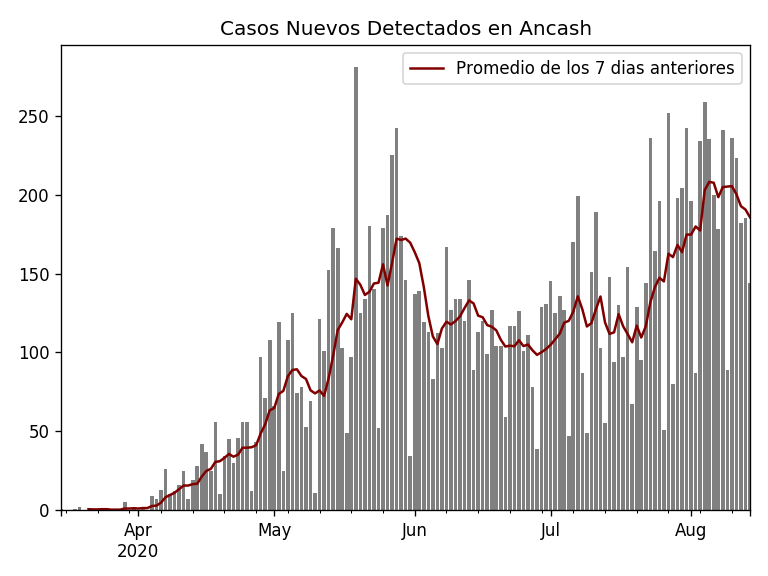 Casos Nuevos Detectados en Ancash
Promedio de los 7 dias anteriores
250
200
150
100
50
0
Apr
2020
May
Jun
Jul
Aug